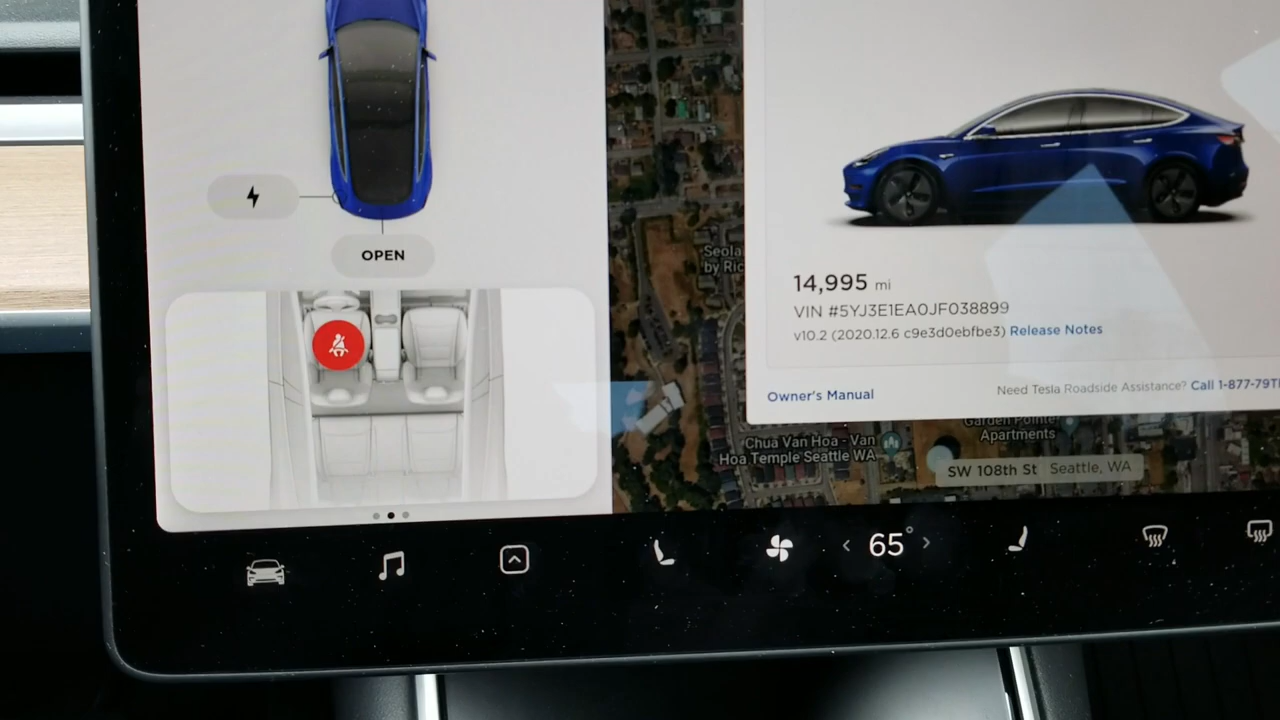 OPEN
Seola
by Ric
14,995 mi
VIN #5YJ3E1EA0JF038899
v10.2 (2020.12.6 c9e3d0ebfbe3) Release Notes
Owner's Manual
Need Tesla Roadside Assistance? Call 1-877-79T
Chua Van Hoa - Van
Hoa Temple Seattle WA
Garden Pointe
Apartments
SW 108th St Seattle, WA
65°